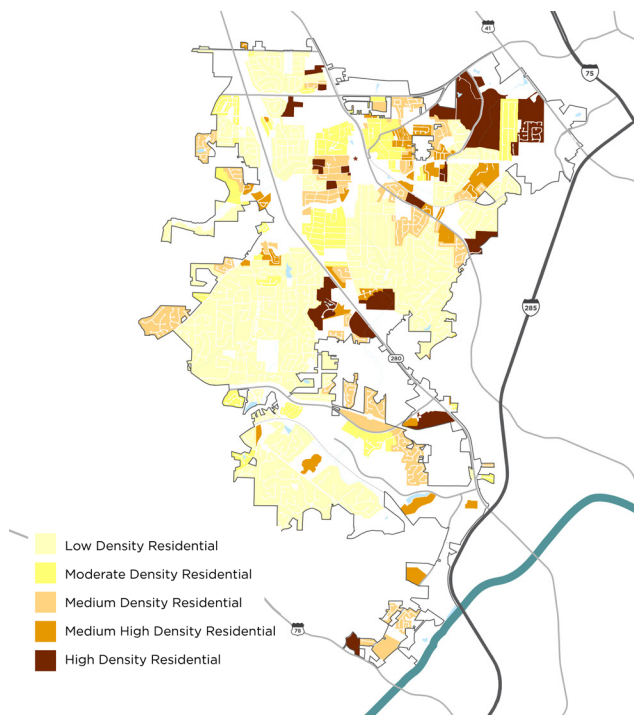 41
75
285
280
Low Density Residential
Moderate Density Residential
Medium Density Residential
Medium High Density Residential
78
High Density Residential